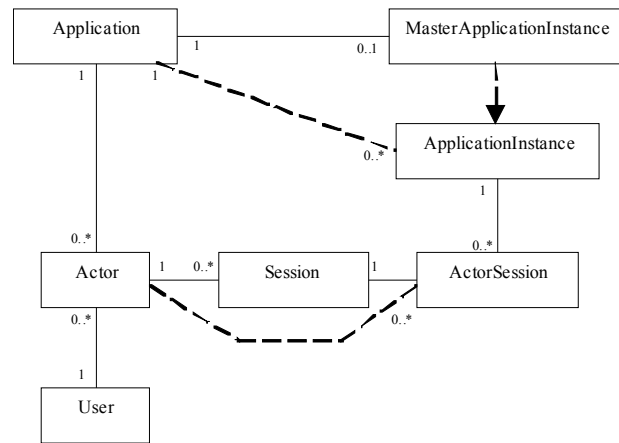 Application
MasterApplicationInstance
1
0..1
1
1
ApplicationInstance
0..*
1
0..*
0..*
Actor
1
0..*
Session
1
ActorSession
0..*
0..*
1
User